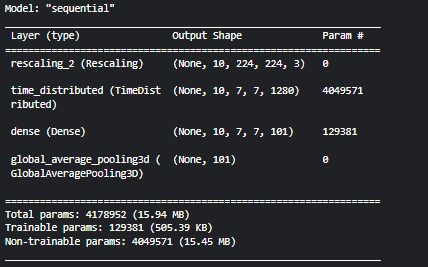 Model: "sequential"
Layer (type) Output Shape Param #
=================================================================
rescaling_2 (Rescaling) (None, 10, 224, 224, 3) 0
time_distributed (TimeDist (None, 10, 7, 7, 1280) 4049571
ributed)
dense (Dense) (None, 10, 7, 7, 101) 129381
global_average_pooling3d ( (None, 101) 0
GlobalAveragePooling3D)
=================================================================
Total params: 4178952 (15.94 MB)
Trainable params: 129381 (505.39 KB)
Non-trainable params: 4049571 (15.45 MB)